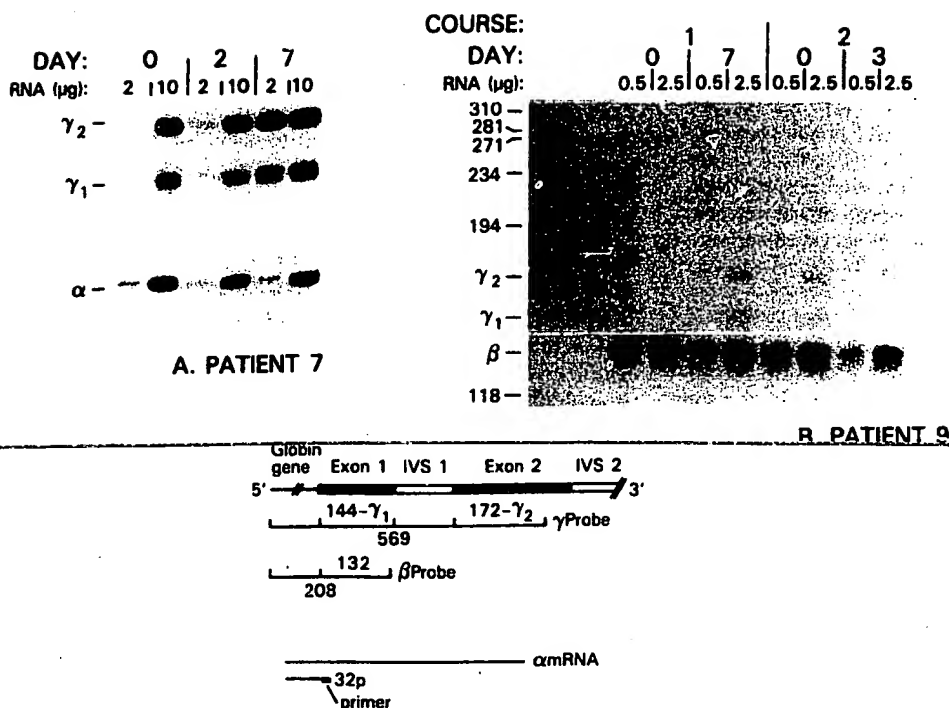 DAY: 0 | 2 | 7
RNA (μg): 2 |10 | 2 |10 | 2 |10
γ2 –
γ1 –
α –
A. PATIENT 7
COURSE: 1 | 2
DAY: 0 | 7 | 0 | 3
RNA (μg): 0.5|2.5|0.5|2.5|0.5|2.5|0.5|2.5
310 –
281 –
271
234 –
194 –
γ2 –
γ1 –
β –
118 –
B. PATIENT 9
Globin
gene Exon 1 IVS 1 Exon 2 IVS 2
5' 3'
144-γ1 172-γ2 γProbe
569
132 βProbe
208
αmRNA
32p
primer